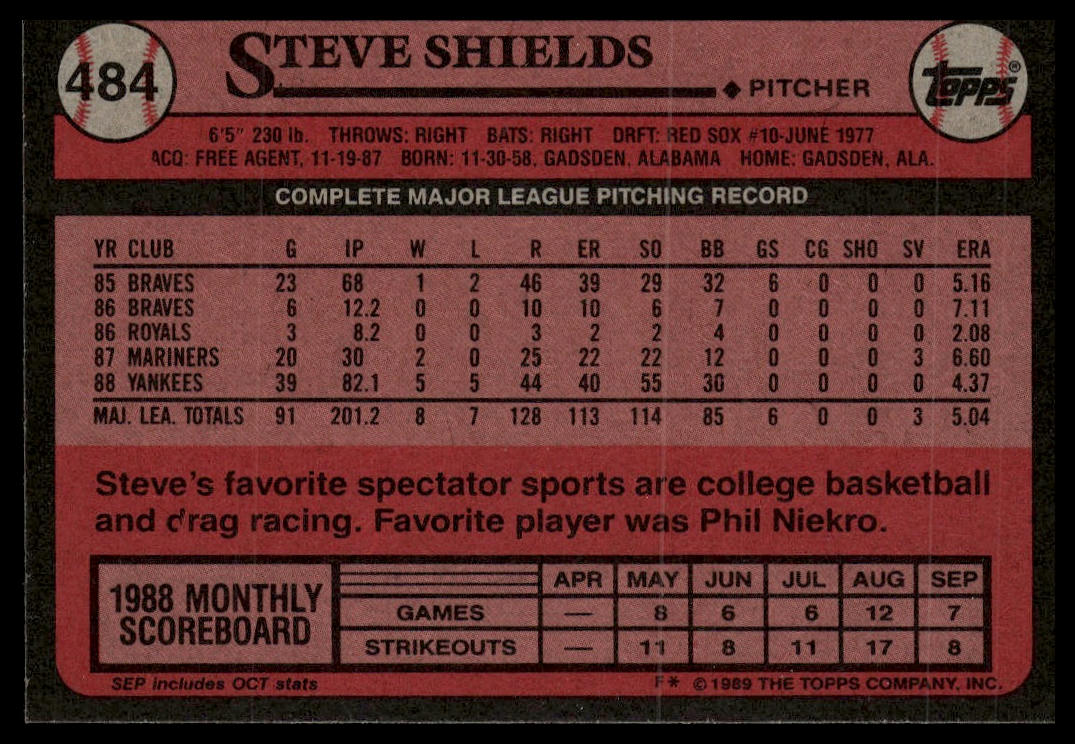 484
STEVE SHIELDS
◆ PITCHER
TOPPS®
6'5" 230 lb. THROWS: RIGHT BATS: RIGHT DRFT: RED SOX #10-JUNE 1977
ACQ: FREE AGENT, 11-19-87 BORN: 11-30-58, GADSDEN, ALABAMA HOME: GADSDEN, ALA.
COMPLETE MAJOR LEAGUE PITCHING RECORD
YR CLUB G IP W L R ER SO BB GS CG SHO SV ERA
85 BRAVES 23 68 1 2 46 39 29 32 6 0 0 0 5.16
86 BRAVES 6 12.2 0 0 10 10 6 7 0 0 0 0 7.11
86 ROYALS 3 8.2 0 0 3 2 2 4 0 0 0 0 2.08
87 MARINERS 20 30 2 0 25 22 22 12 0 0 0 3 6.60
88 YANKEES 39 82.1 5 5 44 40 55 30 0 0 0 0 4.37
MAJ. LEA. TOTALS 91 201.2 8 7 128 113 114 85 6 0 0 3 5.04
Steve's favorite spectator sports are college basketball
and drag racing. Favorite player was Phil Niekro.
1988 MONTHLY
SCOREBOARD
APR MAY JUN JUL AUG SEP
GAMES — 8 6 6 12 7
STRIKEOUTS — 11 8 11 17 8
SEP includes OCT stats
F* ©1989 THE TOPPS COMPANY, INC.